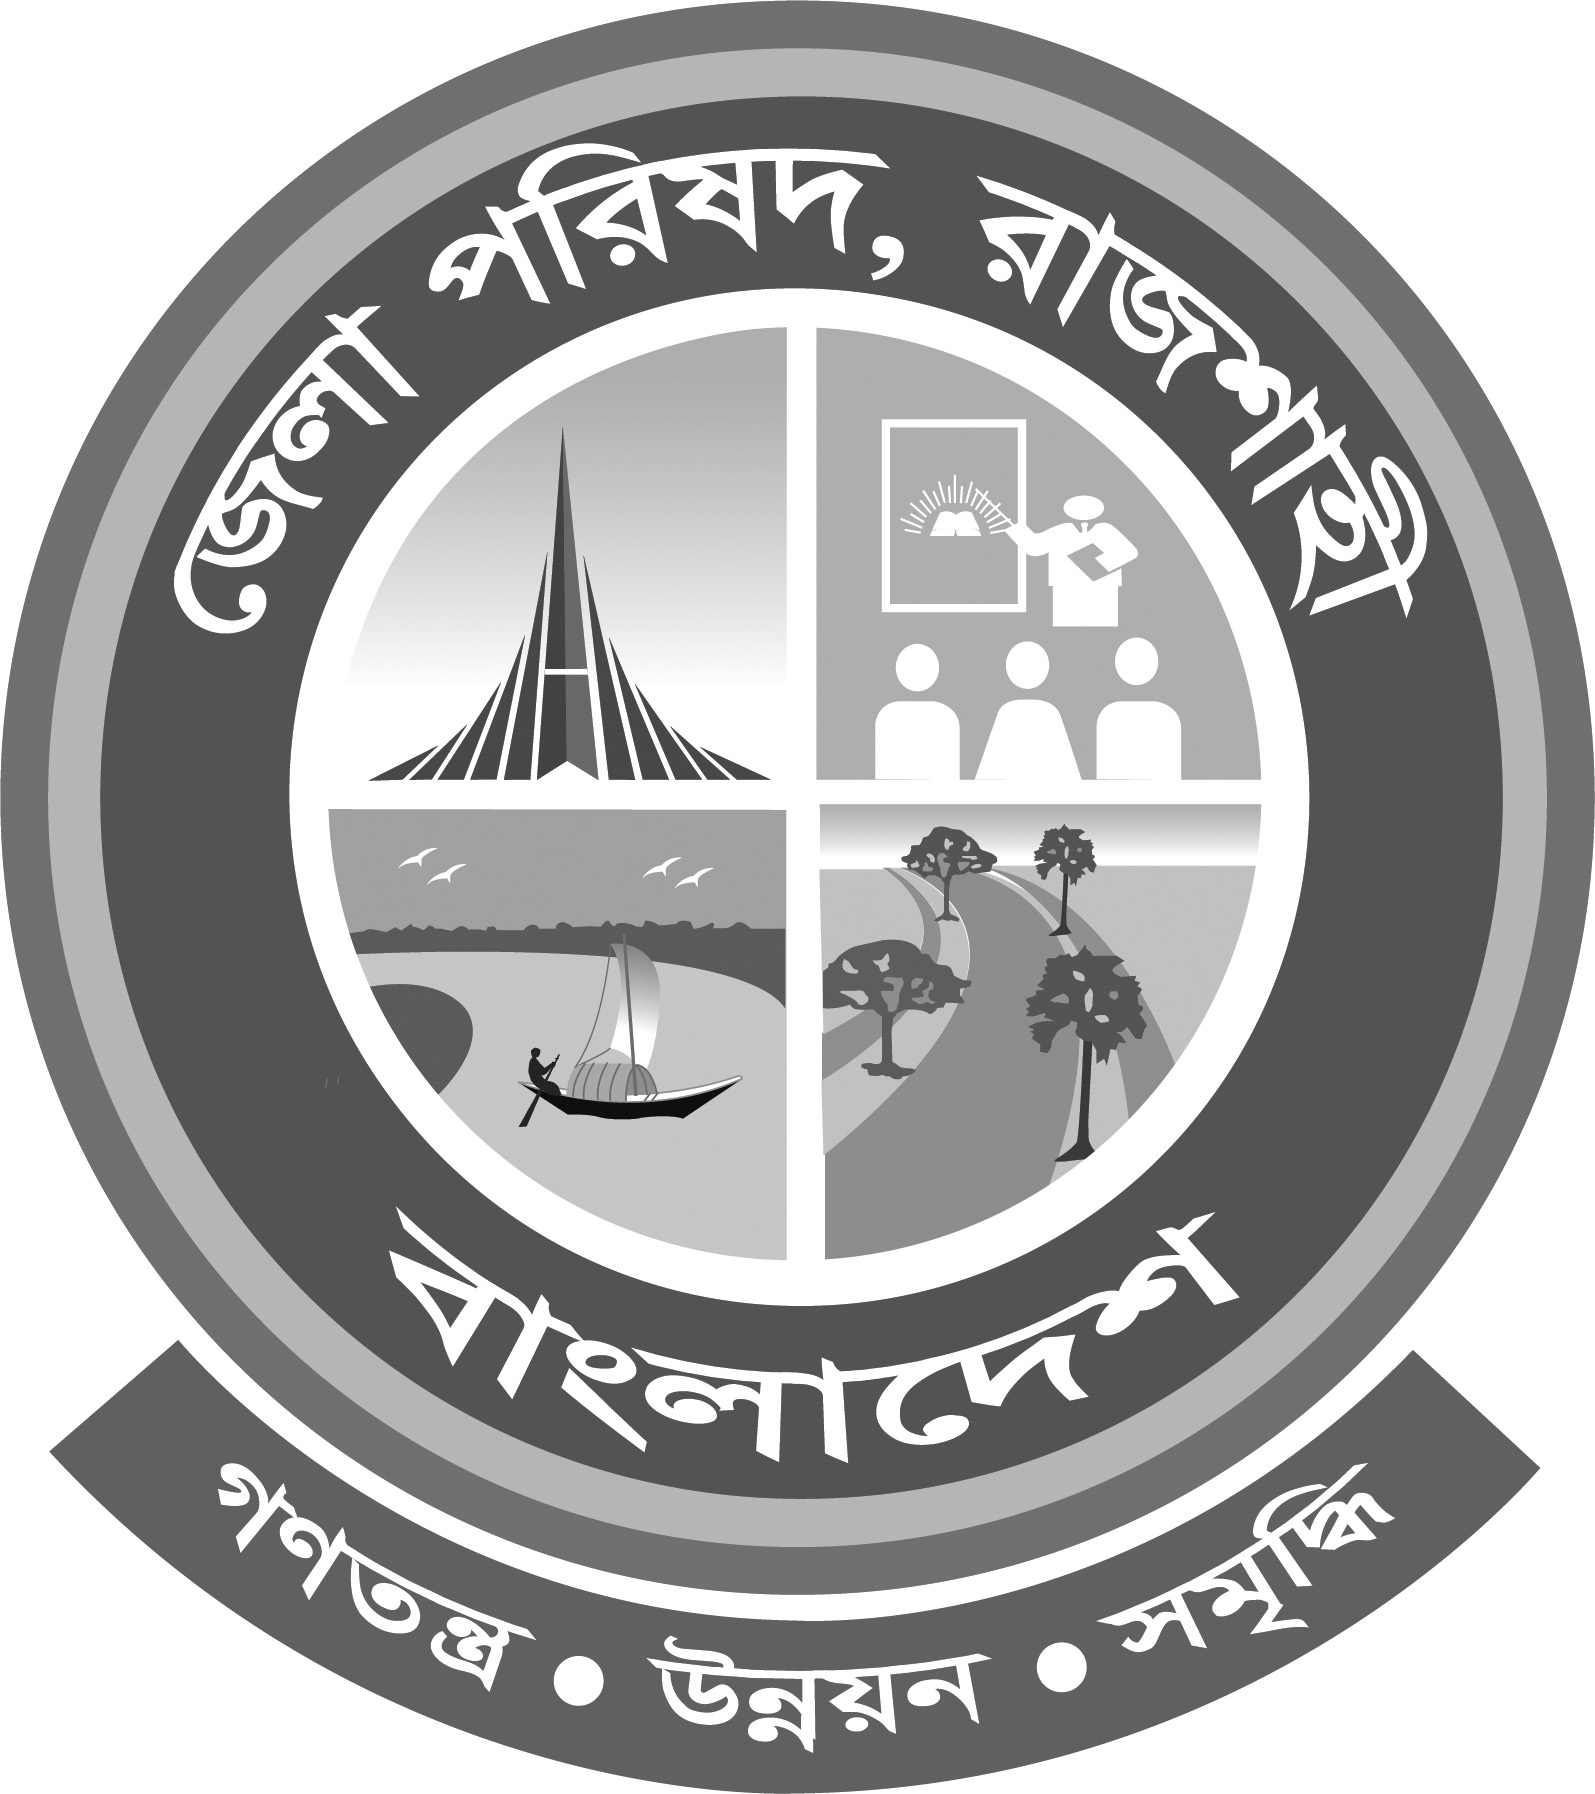 জেলা পরিষদ, রাজশাহী
বাংলাদেশ
গণতন্ত্র • উন্নয়ন • সমৃদ্ধি